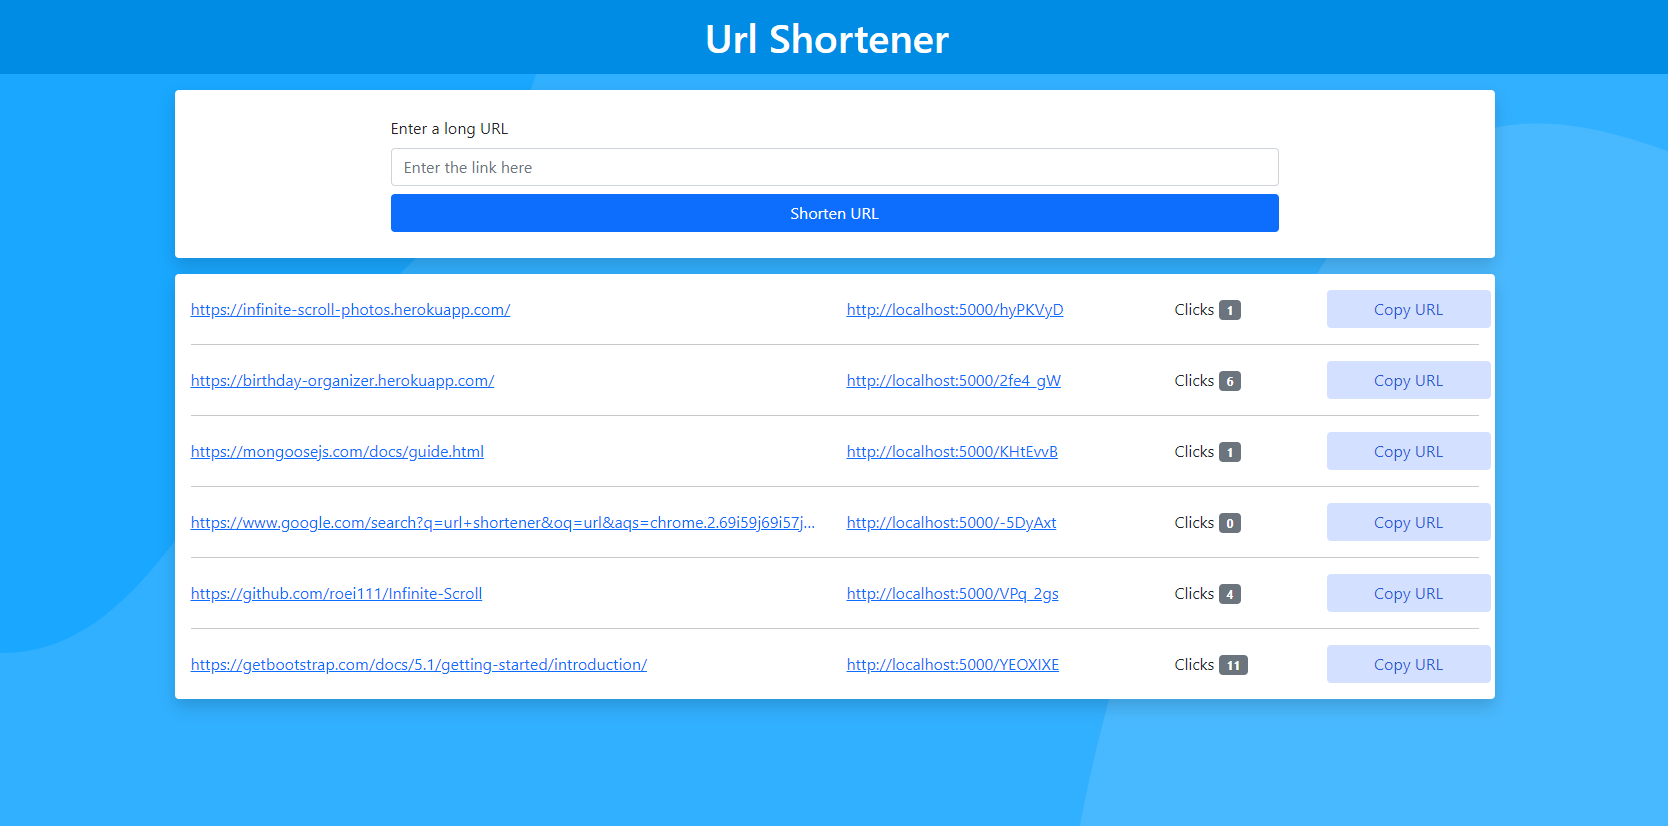 Url Shortener
Enter a long URL
Enter the link here
Shorten URL
https://infinite-scroll-photos.herokuapp.com/ http://localhost:5000/hyPKVyD Clicks 1 Copy URL
https://birthday-organizer.herokuapp.com/ http://localhost:5000/2fe4_gW Clicks 6 Copy URL
https://mongoosejs.com/docs/guide.html http://localhost:5000/KHtEvvB Clicks 1 Copy URL
https://www.google.com/search?q=url+shortener&oq=url&aqs=chrome.2.69i59j69i57j... http://localhost:5000/-5DyAxt Clicks 0 Copy URL
https://github.com/roei111/Infinite-Scroll http://localhost:5000/VPq_2gs Clicks 4 Copy URL
https://getbootstrap.com/docs/5.1/getting-started/introduction/ http://localhost:5000/YEOXIXE Clicks 11 Copy URL